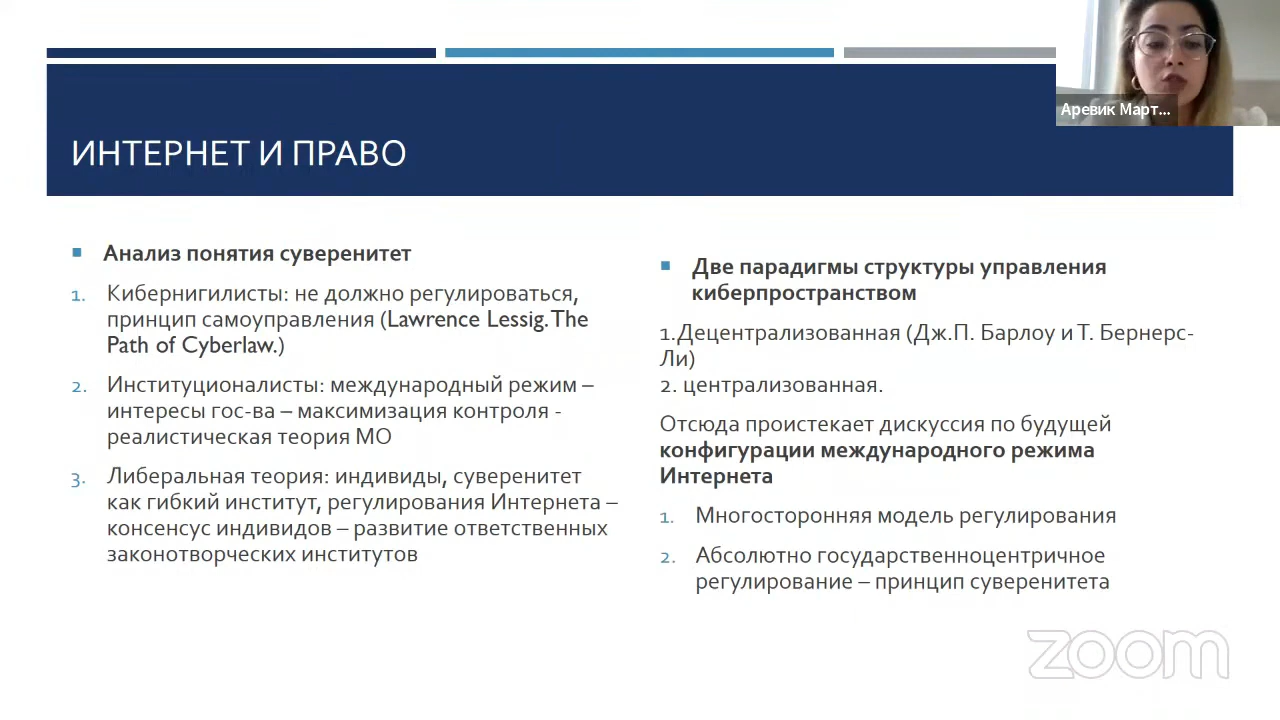 Аревик Март...
ИНТЕРНЕТ И ПРАВО
Анализ понятия суверенитет
1. Кибернигилисты: не должно регулироваться,
принцип самоуправления (Lawrence Lessig. The
Path of Cyberlaw.)
2. Институционалисты: международный режим –
интересы гос-ва – максимизация контроля -
реалистическая теория МО
3. Либеральная теория: индивиды, суверенитет
как гибкий институт, регулирования Интернета –
консенсус индивидов – развитие ответственных
законотворческих институтов
Две парадигмы структуры управления
киберпространством
1.Децентрализованная (Дж.П. Барлоу и Т. Бернерс-
Ли)
2. централизованная.
Отсюда проистекает дискуссия по будущей
конфигурации международного режима
Интернета
1. Многосторонняя модель регулирования
2. Абсолютно государственноцентричное
регулирование – принцип суверенитета
zoom